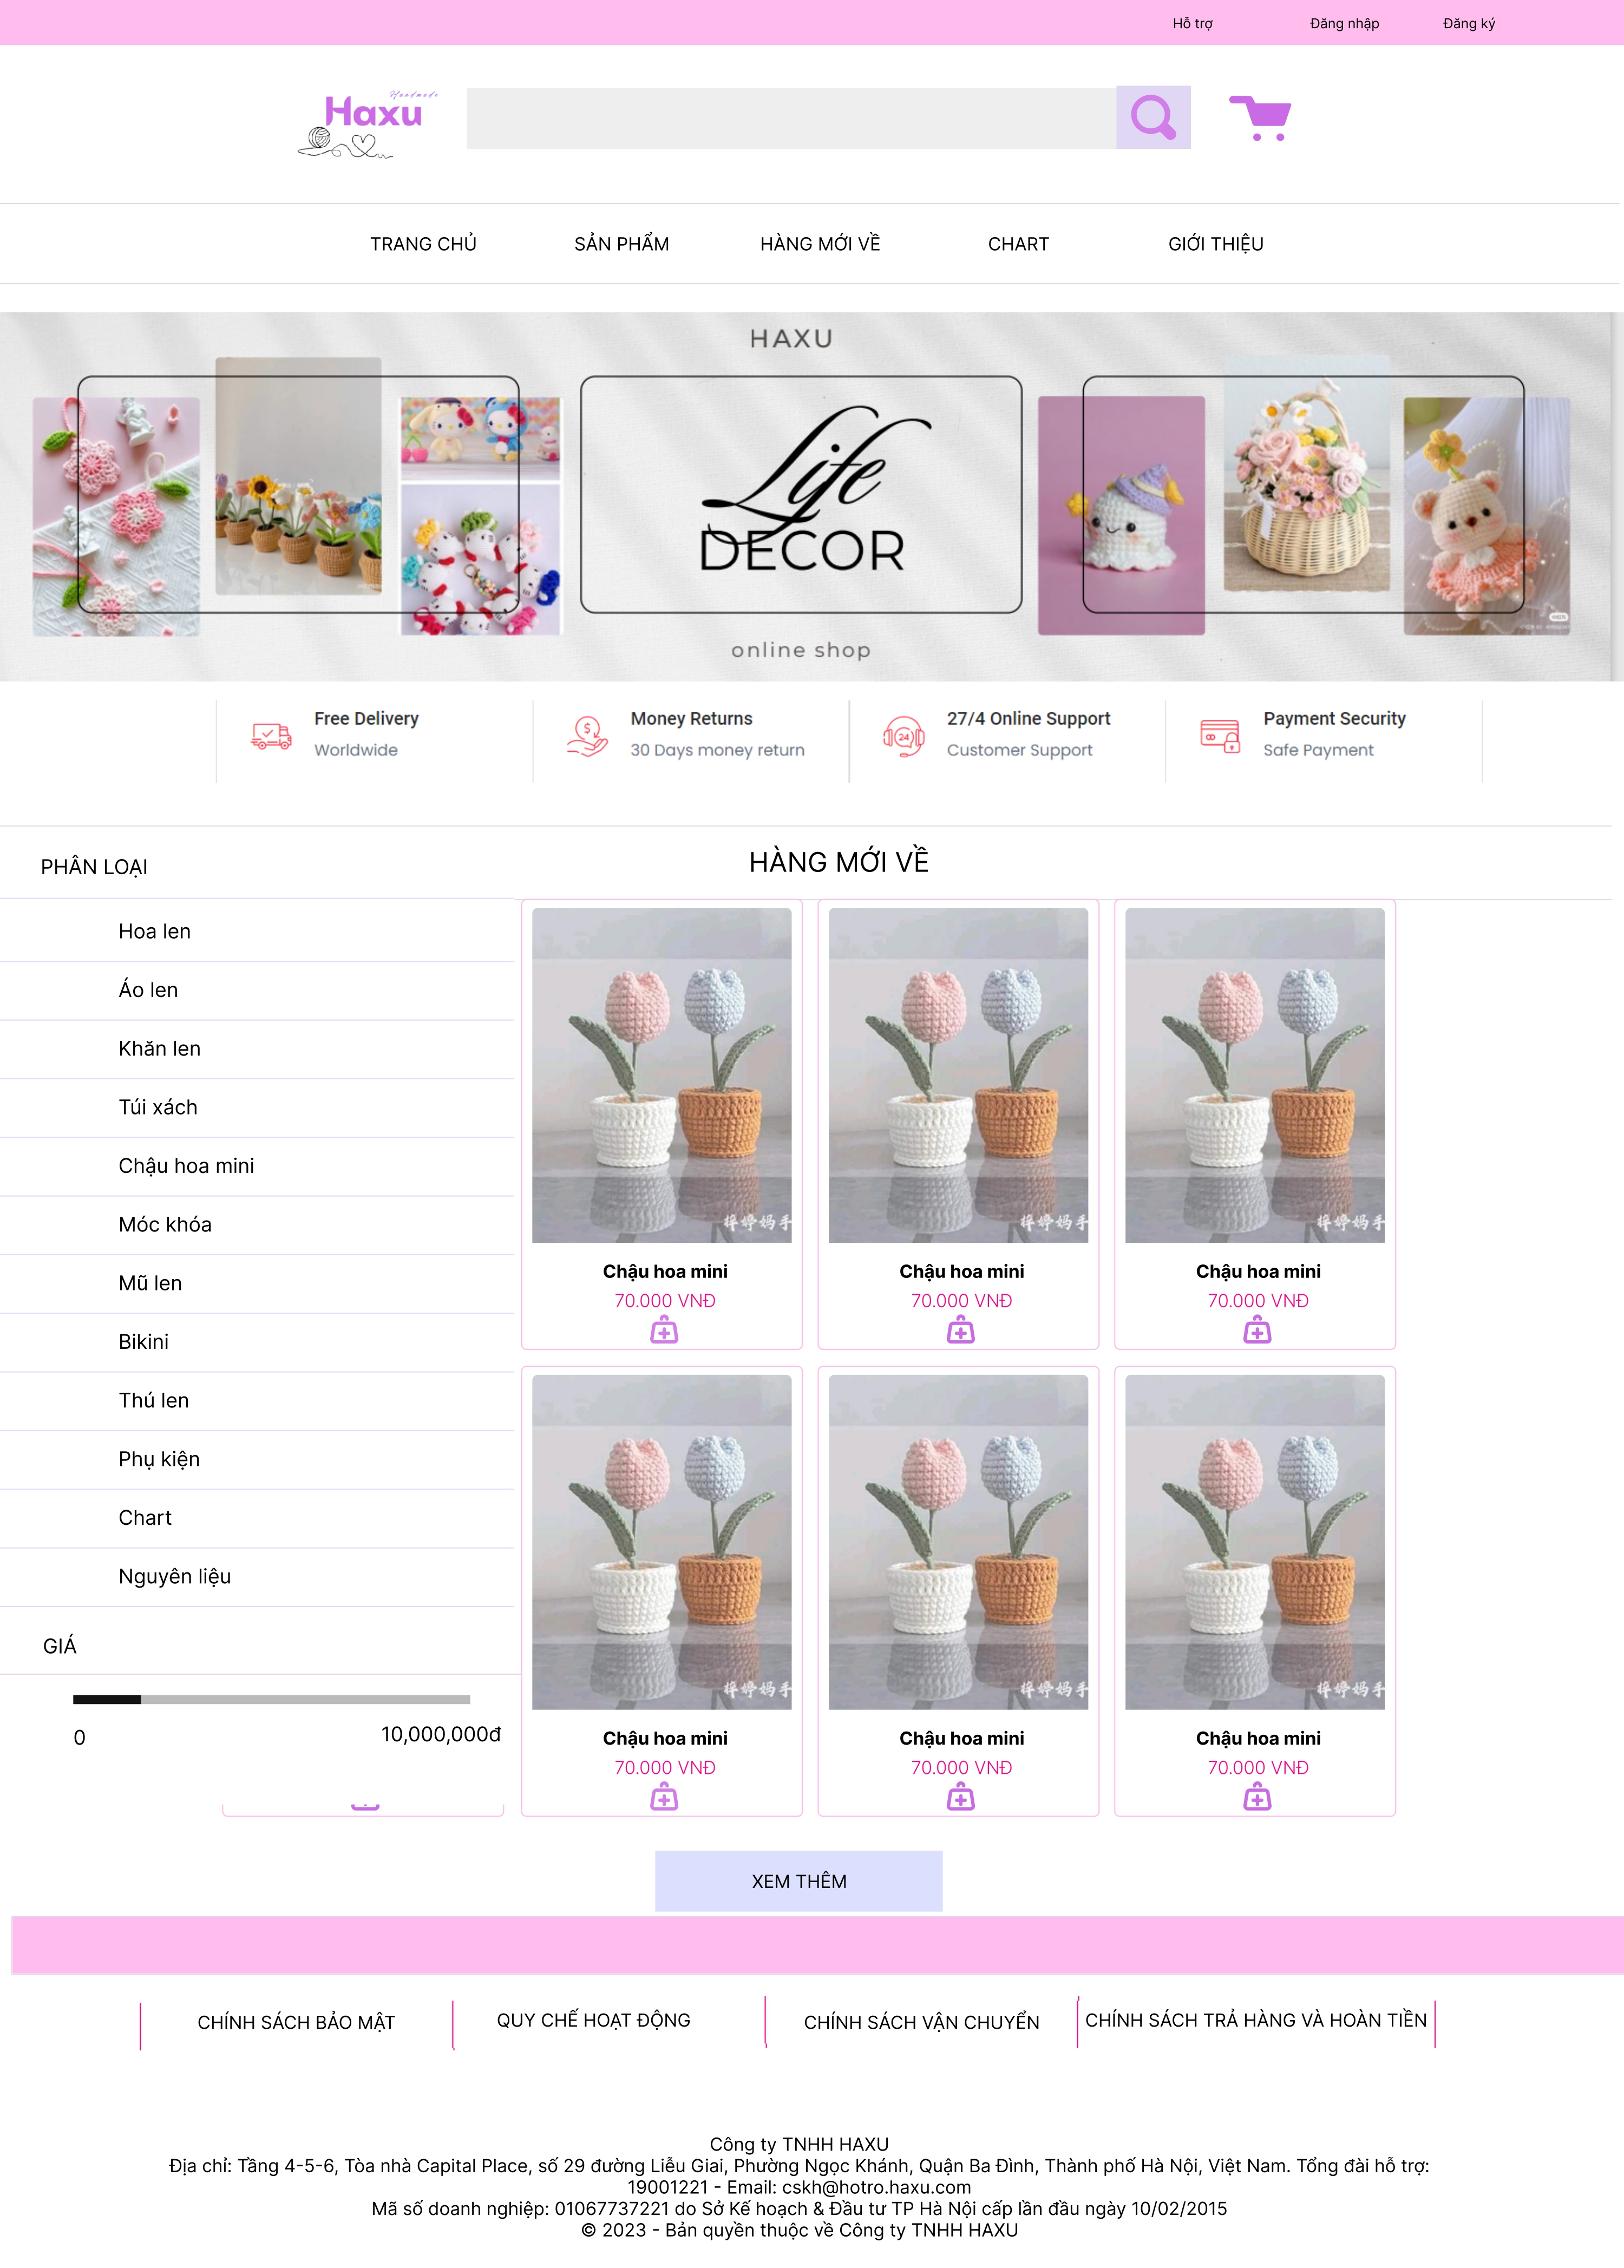 Hỗ trợ
Đăng nhập
Đăng ký
Handmade
Haxu
TRANG CHỦ
SẢN PHẨM
HÀNG MỚI VỀ
CHART
GIỚI THIỆU
HAXU
Life
DECOR
online shop
Free Delivery
Worldwide
Money Returns
30 Days money return
24
27/4 Online Support
Customer Support
Payment Security
Safe Payment
PHÂN LOẠI
Hoa len
Áo len
Khăn len
Túi xách
Chậu hoa mini
Móc khóa
Mũ len
Bikini
Thú len
Phụ kiện
Chart
Nguyên liệu
GIÁ
0
10,000,000đ
HÀNG MỚI VỀ
Chậu hoa mini
70.000 VNĐ
Chậu hoa mini
70.000 VNĐ
Chậu hoa mini
70.000 VNĐ
Chậu hoa mini
70.000 VNĐ
Chậu hoa mini
70.000 VNĐ
Chậu hoa mini
70.000 VNĐ
XEM THÊM
CHÍNH SÁCH BẢO MẬT
QUY CHẾ HOẠT ĐỘNG
CHÍNH SÁCH VẬN CHUYỂN
CHÍNH SÁCH TRẢ HÀNG VÀ HOÀN TIỀN
Công ty TNHH HAXU
Địa chỉ: Tầng 4-5-6, Tòa nhà Capital Place, số 29 đường Liễu Giai, Phường Ngọc Khánh, Quận Ba Đình, Thành phố Hà Nội, Việt Nam. Tổng đài hỗ trợ:
19001221 - Email: cskh@hotro.haxu.com
Mã số doanh nghiệp: 01067737221 do Sở Kế hoạch & Đầu tư TP Hà Nội cấp lần đầu ngày 10/02/2015
© 2023 - Bản quyền thuộc về Công ty TNHH HAXU